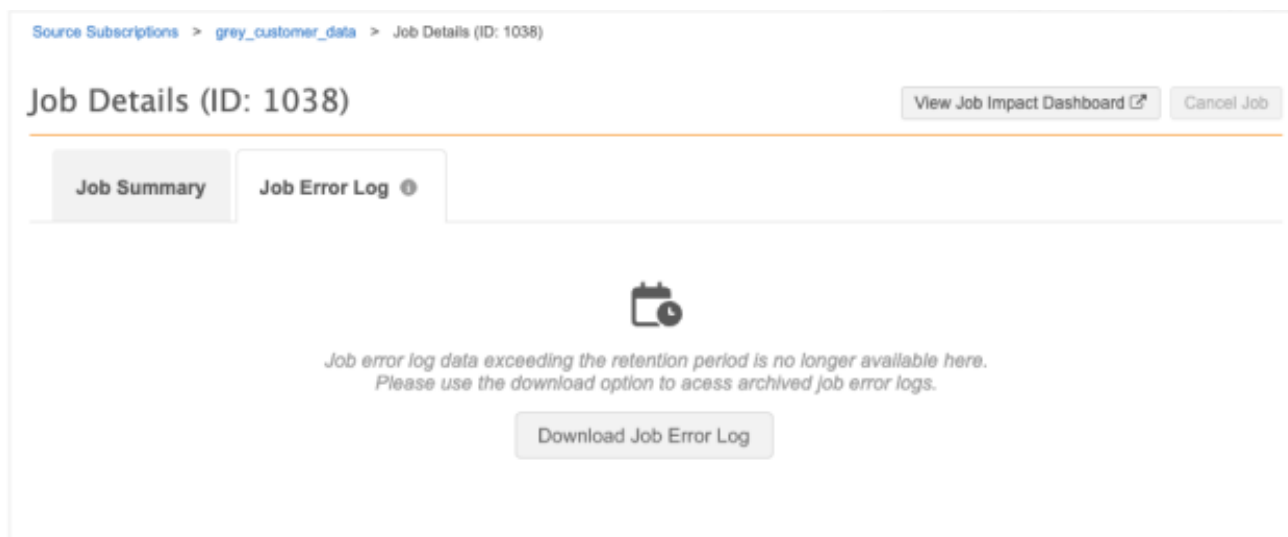 Source Subscriptions > grey_customer_data > Job Details (ID: 1038)
Job Details (ID: 1038)
View Job Impact Dashboard
Cancel Job
Job Summary
Job Error Log
Job error log data exceeding the retention period is no longer available here.
Please use the download option to acess archived job error logs.
Download Job Error Log